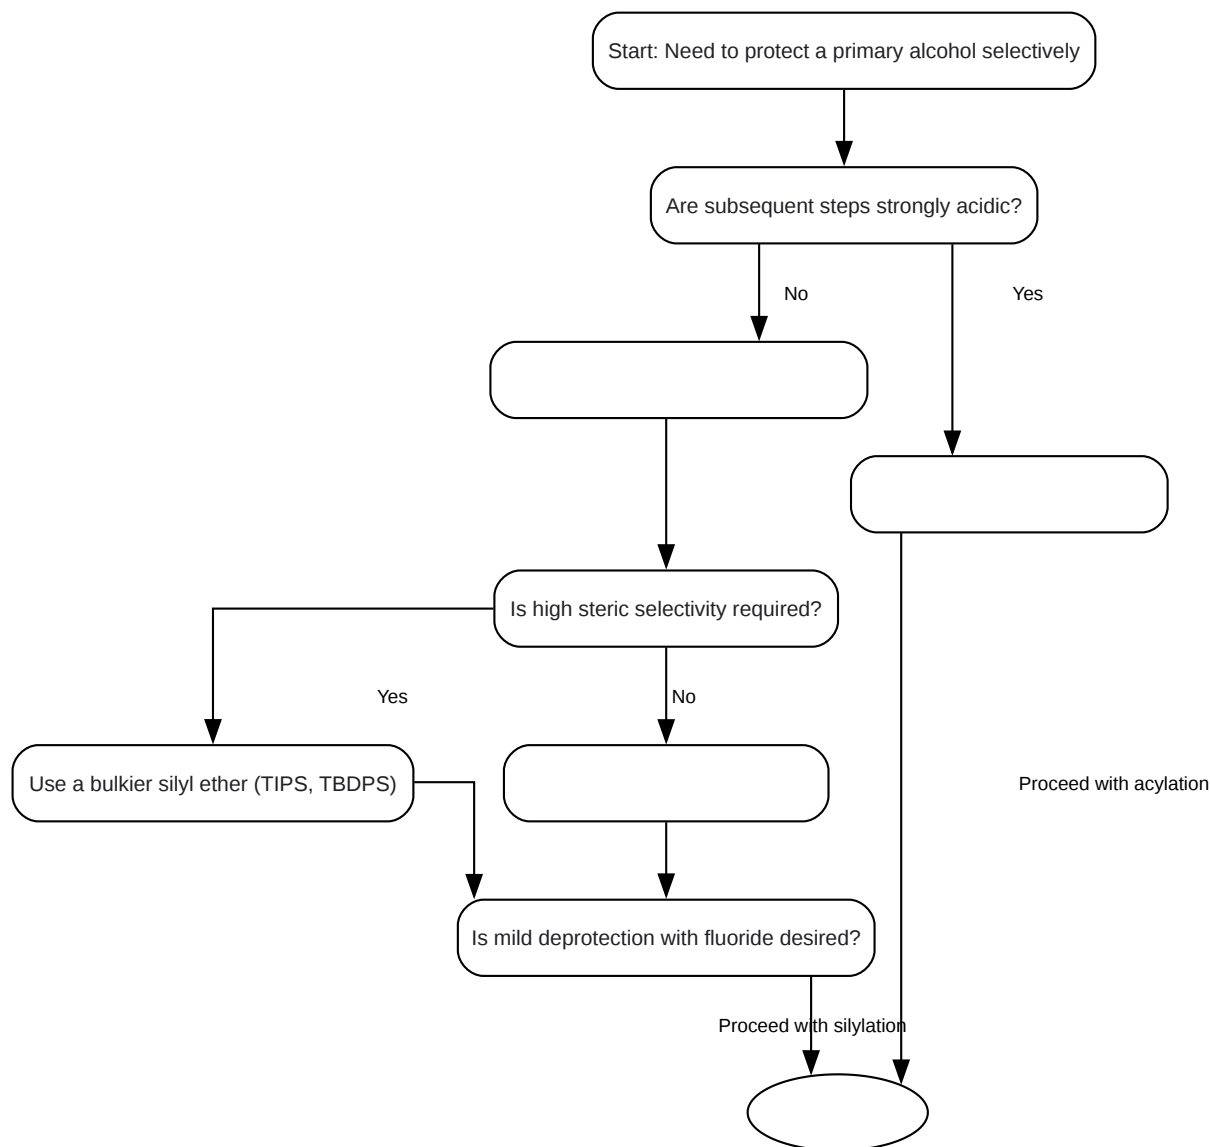 Start: Need to protect a primary alcohol selectively
Are subsequent steps strongly acidic?
No
Yes
Is high steric selectivity required?
Yes
No
Use a bulkier silyl ether (TIPS, TBDPS)
Proceed with acylation
Is mild deprotection with fluoride desired?
Proceed with silylation